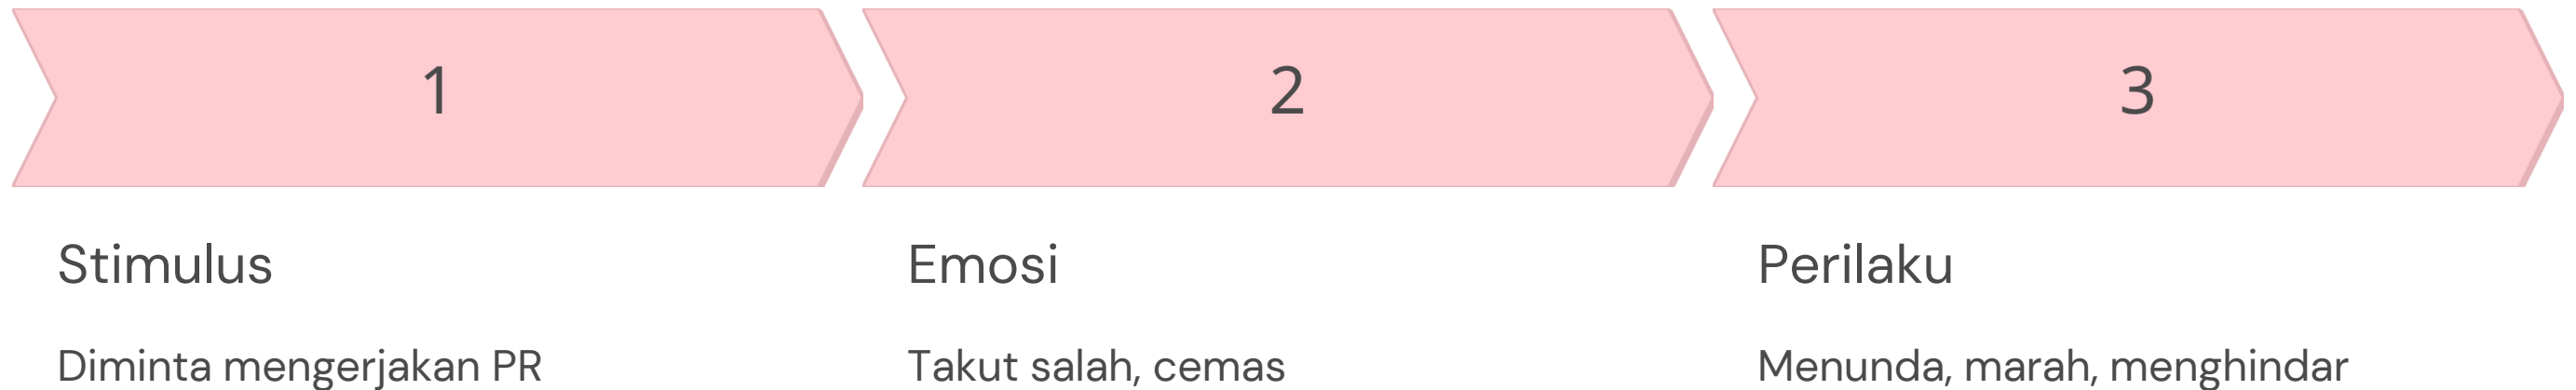 1
2
3
Stimulus
Emosi
Perilaku
Diminta mengerjakan PR
Takut salah, cemas
Menunda, marah, menghindar